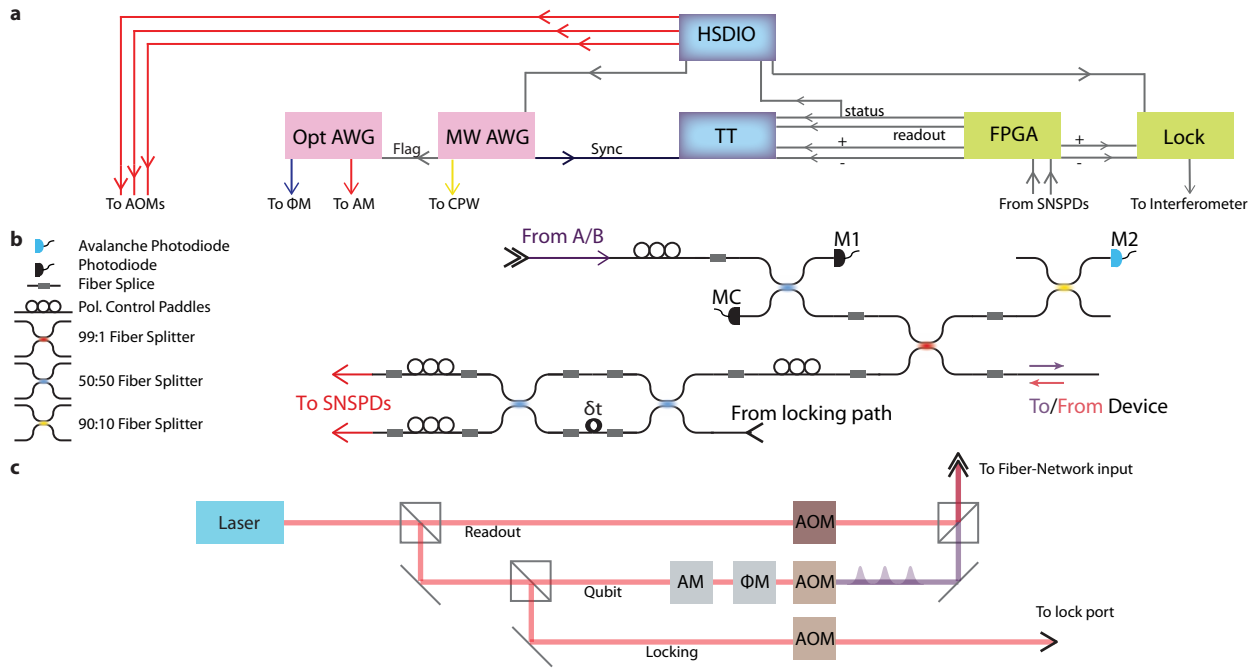 a
HSDIO
status
Opt AWG
MW AWG
TT
readout
FPGA
Lock
Flag
Sync
+
+
-
-
To AOMs
To ΦM
To AM
To CPW
From SNSPDs
To Interferometer
b
Avalanche Photodiode
Photodiode
Fiber Splice
Pol. Control Paddles
99:1 Fiber Splitter
50:50 Fiber Splitter
90:10 Fiber Splitter
From A/B
M1
M2
MC
To SNSPDs
δt
From locking path
To/From Device
c
To Fiber-Network input
Laser
Readout
AOM
Qubit
AM
ΦM
AOM
To lock port
Locking
AOM